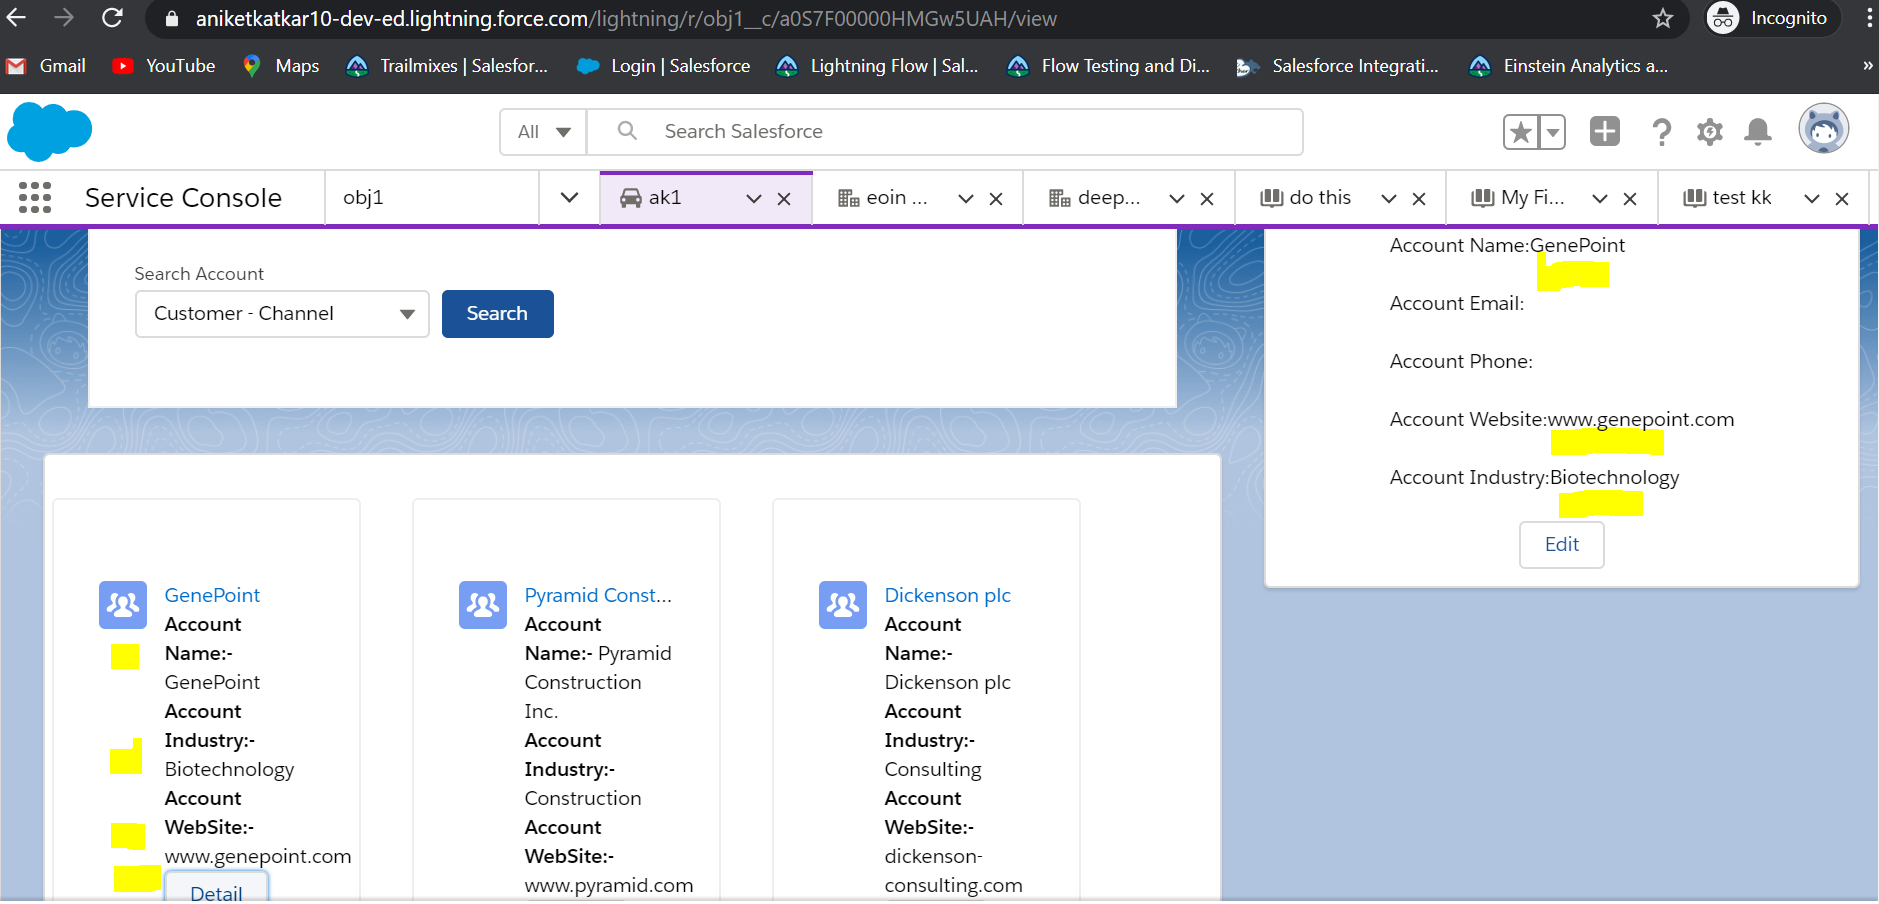 aniketkatkar10-dev-ed.lightning.force.com/lightning/r/obj1__c/a0S7F00000HMGw5UAH/view
Incognito
Gmail
YouTube
Maps
Trailmixes | Salesfor...
Login | Salesforce
Lightning Flow | Sal...
Flow Testing and Di...
Salesforce Integrati...
Einstein Analytics a...
»
All
Search Salesforce
Service Console
obj1
ak1
eoin ...
deep...
do this
My Fi...
test kk
Search Account
Customer - Channel
Search
Account Name:GenePoint
Account Email:
Account Phone:
Account Website:www.genepoint.com
Account Industry:Biotechnology
Edit
GenePoint
Account
Name:-
GenePoint
Account
Industry:-
Biotechnology
Account
WebSite:-
www.genepoint.com
Detail
Pyramid Const...
Account
Name:- Pyramid
Construction
Inc.
Account
Industry:-
Construction
Account
WebSite:-
www.pyramid.com
Dickenson plc
Account
Name:-
Dickenson plc
Account
Industry:-
Consulting
Account
WebSite:-
dickenson-
consulting.com